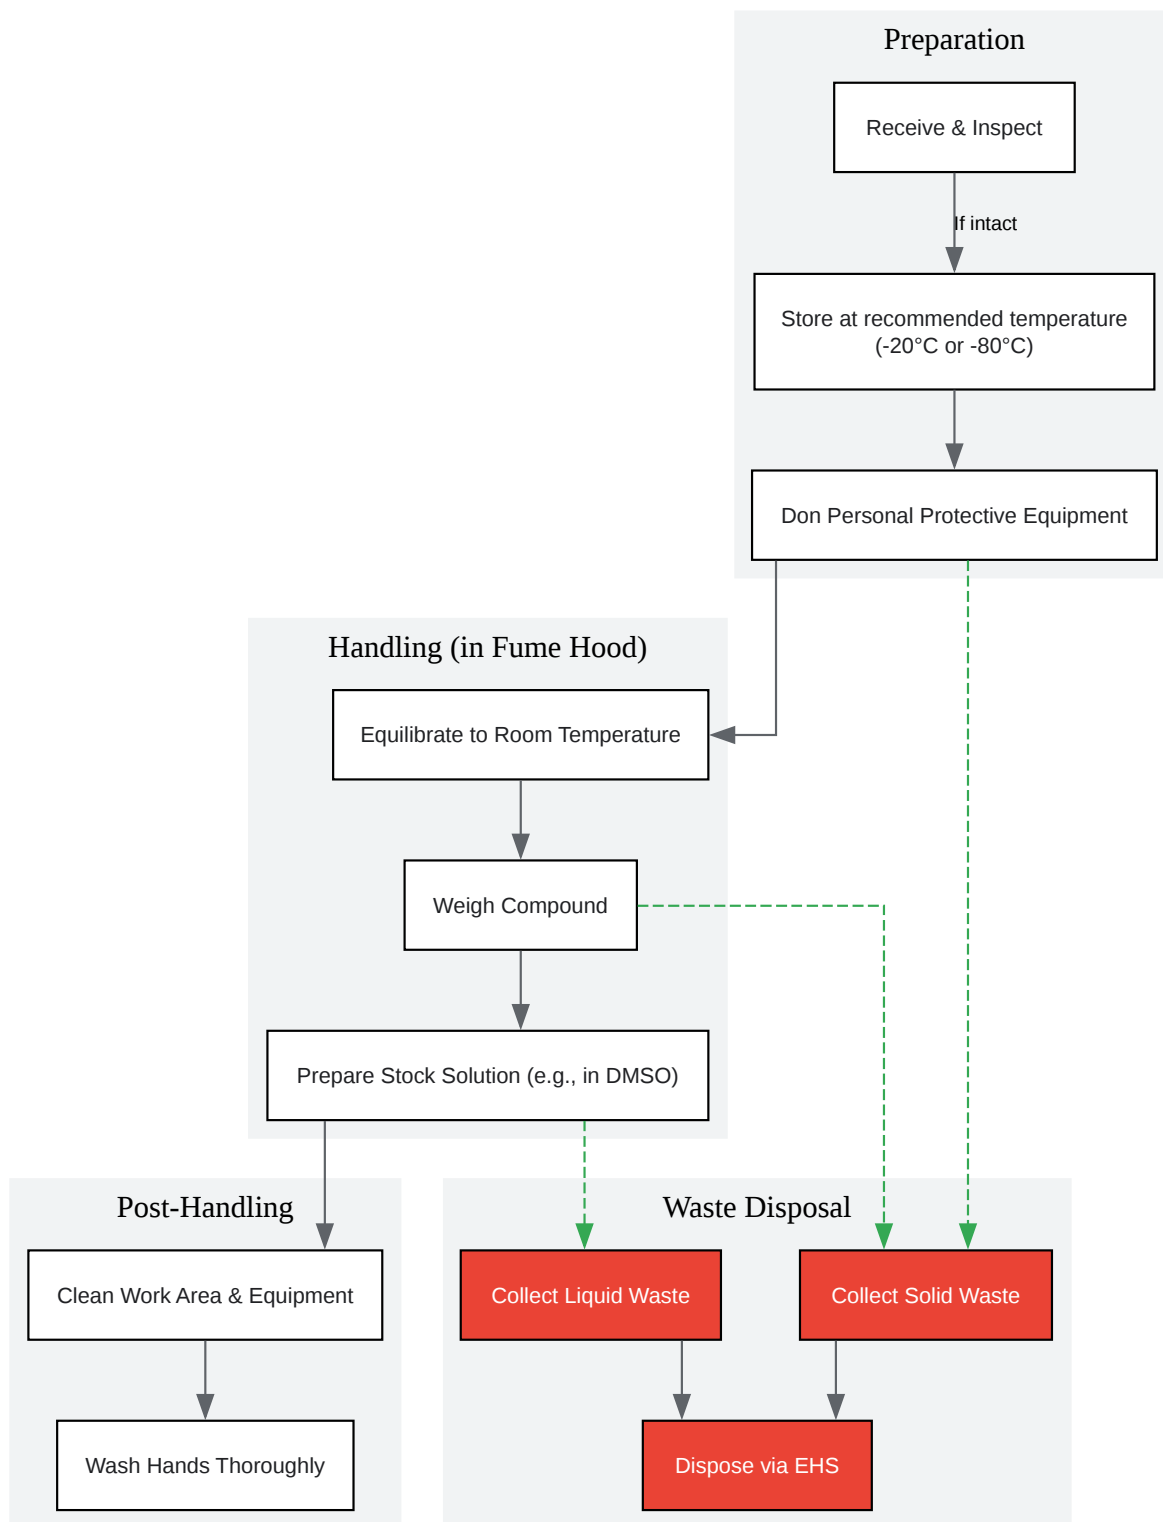 Preparation
Receive & Inspect
If intact
Store at recommended temperature
(-20°C or -80°C)
Don Personal Protective Equipment
Handling (in Fume Hood)
Equilibrate to Room Temperature
Weigh Compound
Prepare Stock Solution (e.g., in DMSO)
Post-Handling
Clean Work Area & Equipment
Wash Hands Thoroughly
Waste Disposal
Collect Liquid Waste
Collect Solid Waste
Dispose via EHS